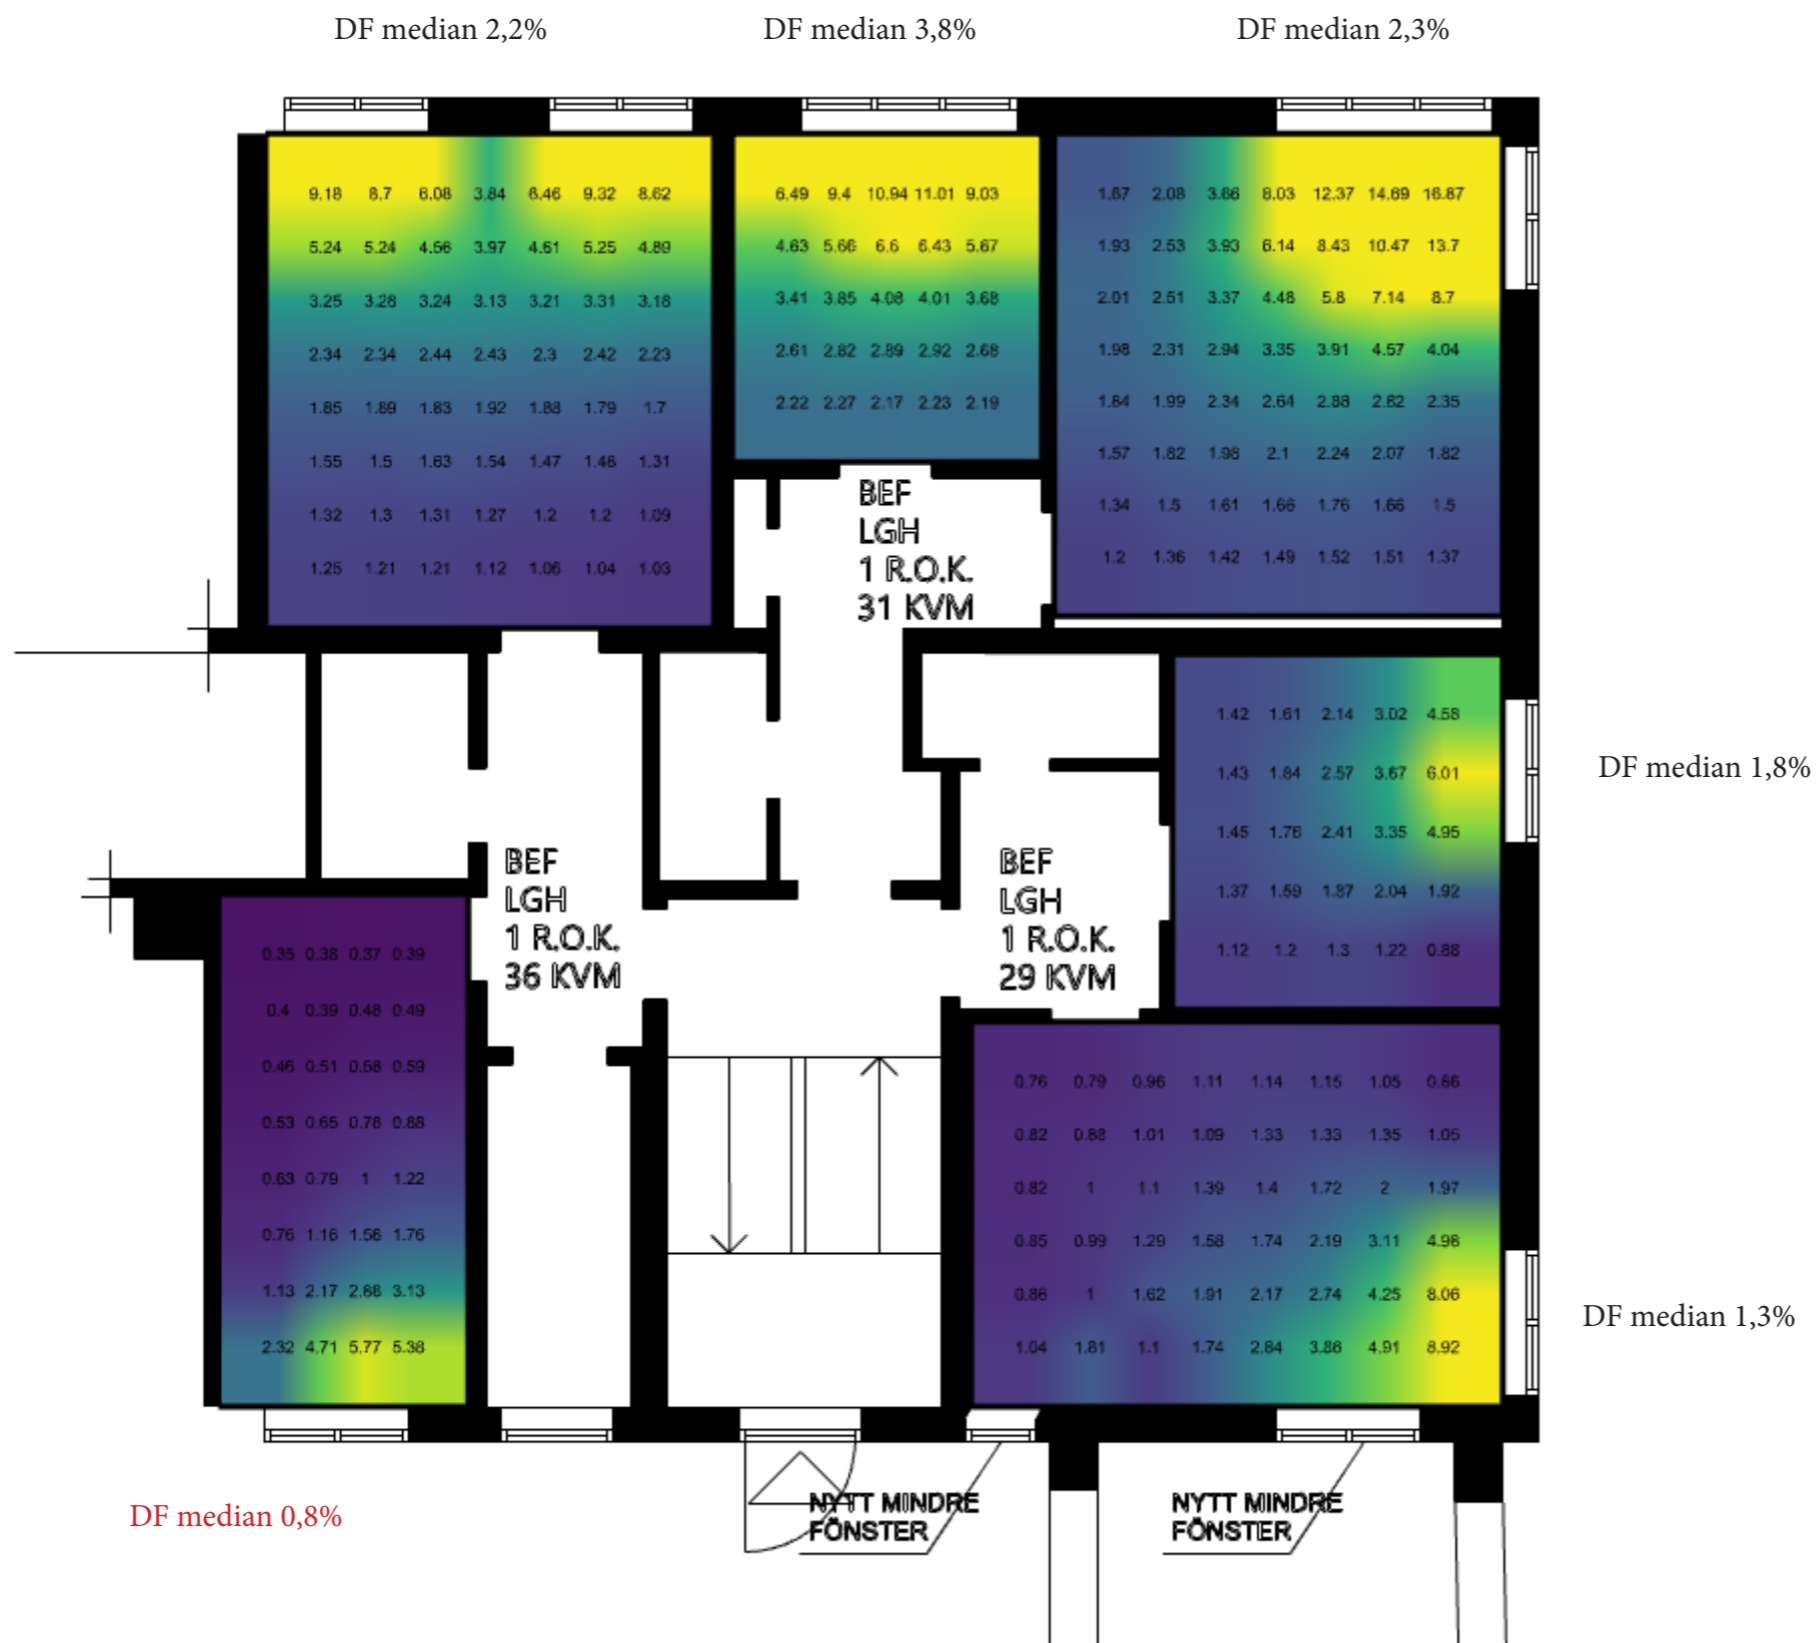 DF median 2,2%
DF median 3,8%
DF median 2,3%
9.18 8.7 6.08 3.84 6.46 9.32 8.62
5.24 5.24 4.56 3.97 4.61 5.25 4.89
3.25 3.28 3.24 3.13 3.21 3.31 3.18
2.34 2.34 2.44 2.43 2.3 2.42 2.23
1.85 1.89 1.83 1.92 1.88 1.79 1.7
1.55 1.5 1.63 1.54 1.47 1.46 1.31
1.32 1.3 1.31 1.27 1.2 1.2 1.09
1.25 1.21 1.21 1.12 1.06 1.04 1.03
6.49 9.4 10.94 11.01 9.03
4.63 5.66 6.6 6.43 5.67
3.41 3.85 4.08 4.01 3.68
2.61 2.82 2.89 2.92 2.68
2.22 2.27 2.17 2.23 2.19
1.67 2.08 3.66 8.03 12.37 14.69 16.87
1.93 2.53 3.93 6.14 8.43 10.47 13.7
2.01 2.51 3.37 4.48 5.8 7.14 8.7
1.98 2.31 2.94 3.35 3.91 4.57 4.04
1.84 1.99 2.34 2.64 2.88 2.62 2.35
1.57 1.82 1.98 2.1 2.24 2.07 1.82
1.34 1.5 1.61 1.66 1.76 1.66 1.5
1.2 1.36 1.42 1.49 1.52 1.51 1.37
BEF
LGH
1 R.O.K.
31 KVM
1.42 1.61 2.14 3.02 4.58
1.43 1.84 2.57 3.67 6.01
1.45 1.76 2.41 3.35 4.95
1.37 1.59 1.87 2.04 1.92
1.12 1.2 1.3 1.22 0.88
DF median 1,8%
BEF
LGH
1 R.O.K.
36 KVM
BEF
LGH
1 R.O.K.
29 KVM
0.35 0.38 0.37 0.39
0.4 0.39 0.48 0.49
0.46 0.51 0.58 0.59
0.53 0.65 0.78 0.88
0.63 0.79 1 1.22
0.76 1.16 1.56 1.76
1.13 2.17 2.88 3.13
2.32 4.71 5.77 5.38
0.76 0.79 0.96 1.11 1.14 1.15 1.05 0.86
0.82 0.88 1.01 1.09 1.33 1.33 1.35 1.05
0.82 1 1.1 1.39 1.4 1.72 2 1.97
0.85 0.99 1.29 1.58 1.74 2.19 3.11 4.98
0.86 1 1.62 1.91 2.17 2.74 4.25 8.06
1.04 1.81 1.1 1.74 2.84 3.86 4.91 8.92
DF median 1,3%
DF median 0,8%
NYTT MINDRE
FÖNSTER
NYTT MINDRE
FÖNSTER